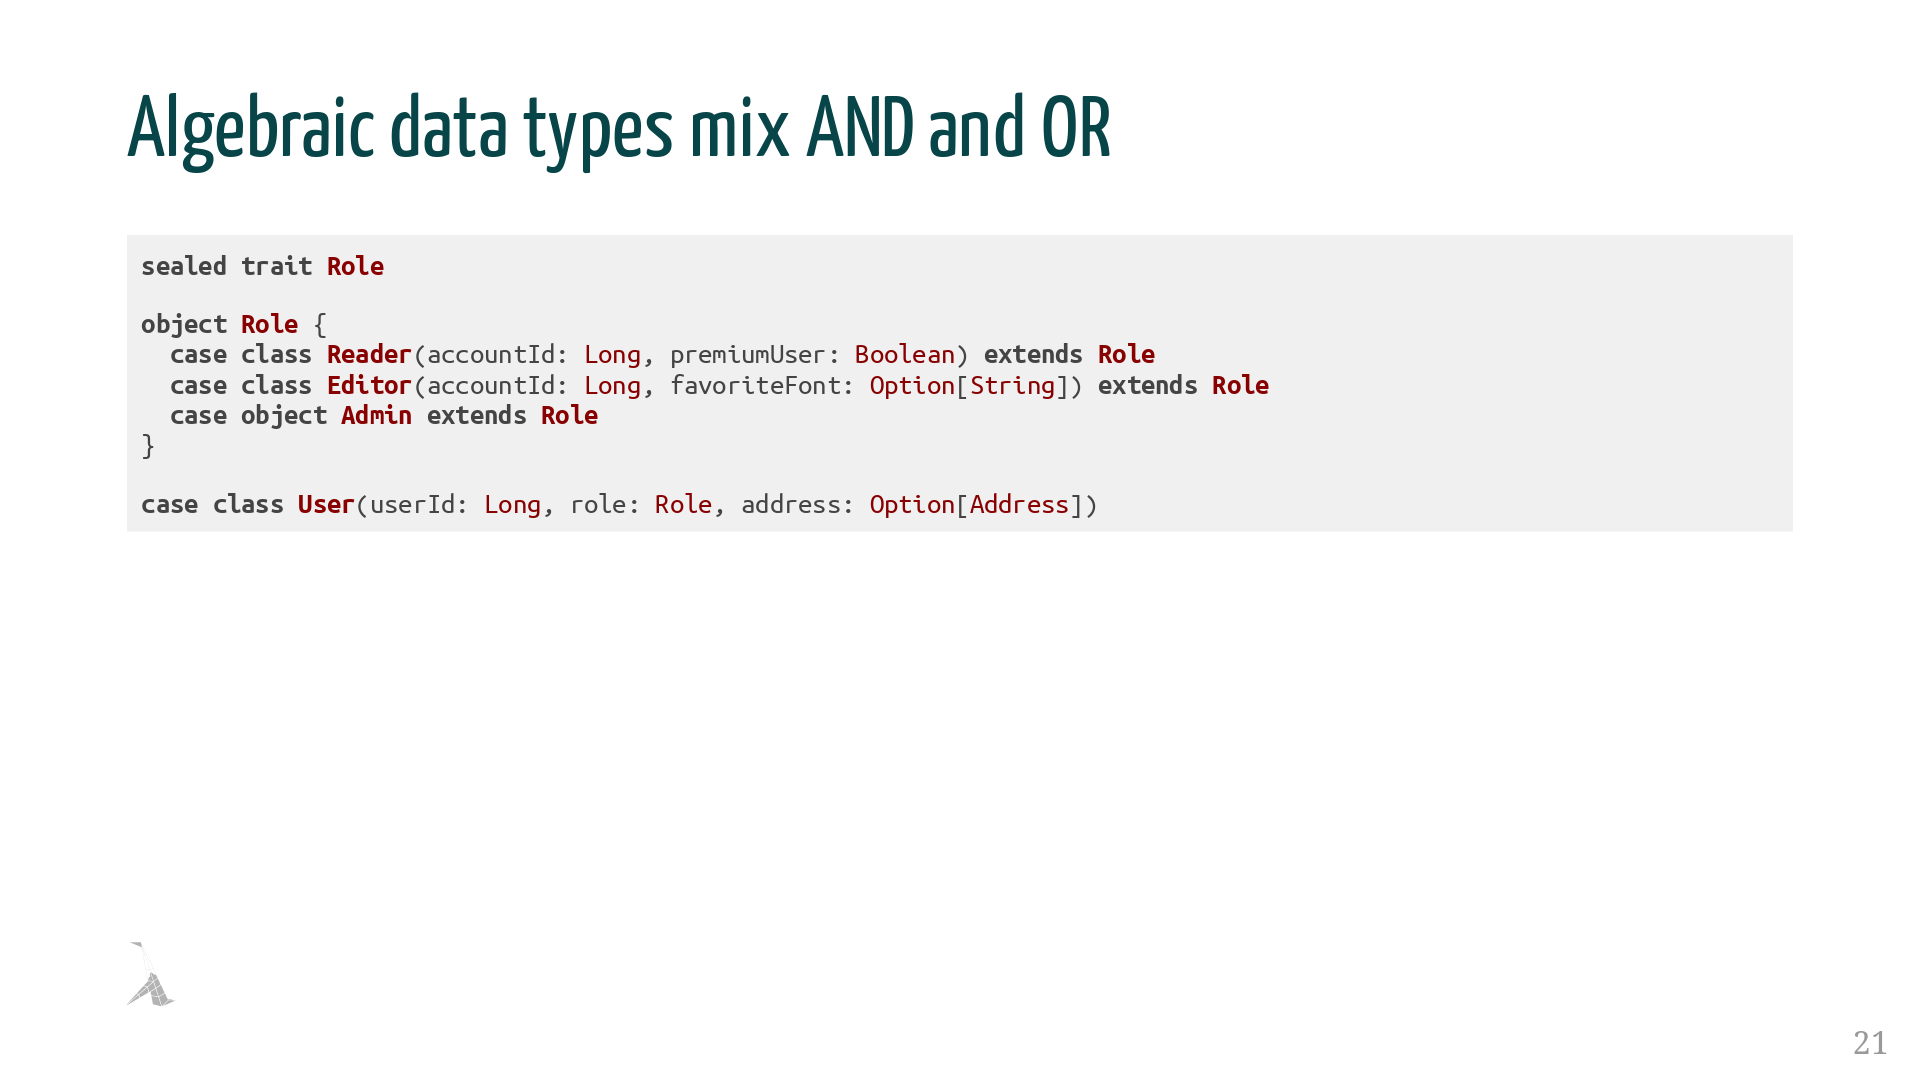 Algebraic data types mix AND and OR
sealed trait Role
object Role {
  case class Reader(accountId: Long, premiumUser: Boolean) extends Role
  case class Editor(accountId: Long, favoriteFont: Option[String]) extends Role
  case object Admin extends Role
}
case class User(userId: Long, role: Role, address: Option[Address])
21